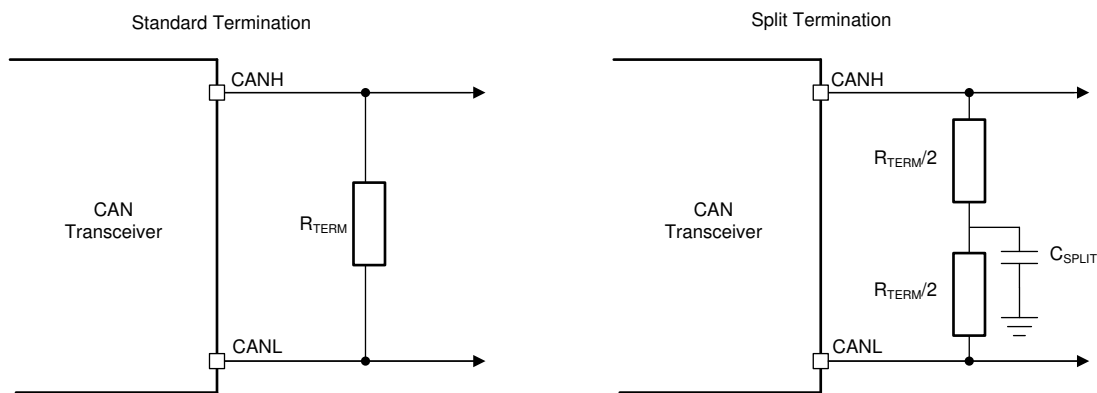 Standard Termination
CANH
CAN
Transceiver
RTERM
CANL
Split Termination
CANH
RTERM/2
CAN
Transceiver
CSPLIT
RTERM/2
CANL